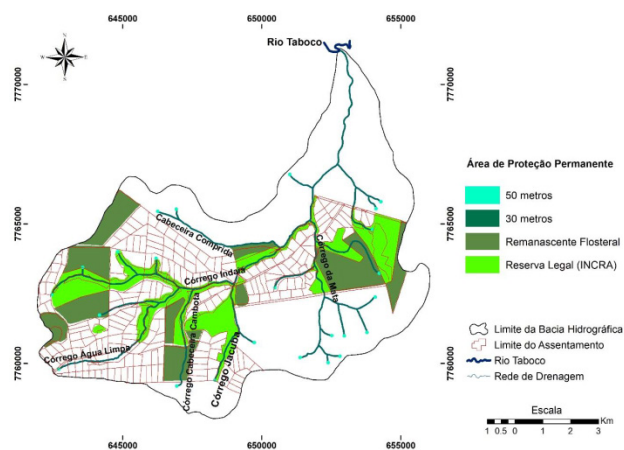 645000 650000 655000
N
W E
S
Rio Taboco
7770000 7770000
Área de Proteção Permanente
50 metros
30 metros
Remanascente Flosteral
Reserva Legal (INCRA)
7765000 7765000
Cabeceira Comprida
Córrego Indaiá
Córrego da Mata
Córrego Cabeceira Cambota
Córrego Jacuba
Córrego Água Limpa
7760000 7760000
Limite da Bacia Hidrográfica
Limite do Assentamento
Rio Taboco
Rede de Drenagem
Escala
Km
1 0.5 0 1 2 3
645000 650000 655000